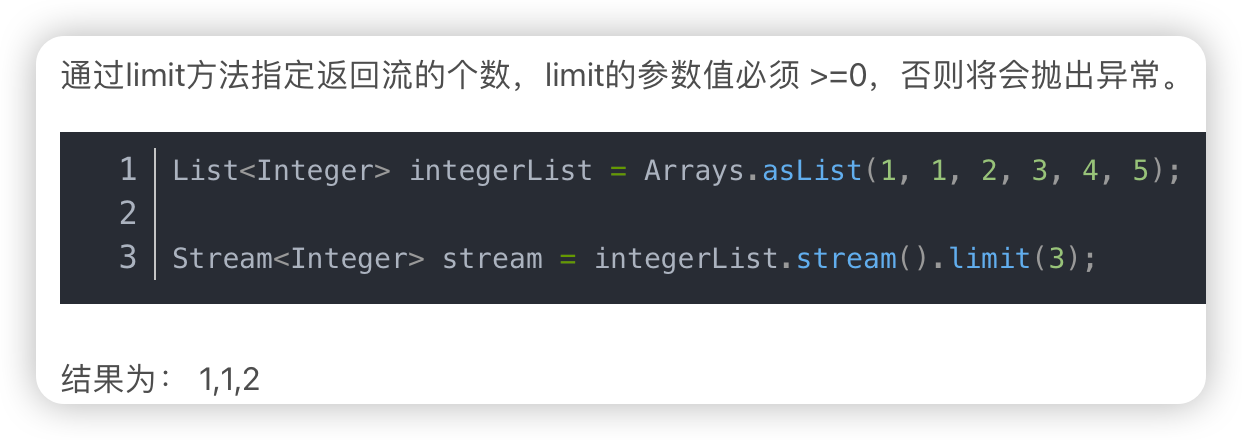 通过limit方法指定返回流的个数，limit的参数值必须 >=0，否则将会抛出异常。
1 List<Integer> integerList = Arrays.asList(1, 1, 2, 3, 4, 5);
2
3 Stream<Integer> stream = integerList.stream().limit(3);
结果为： 1,1,2